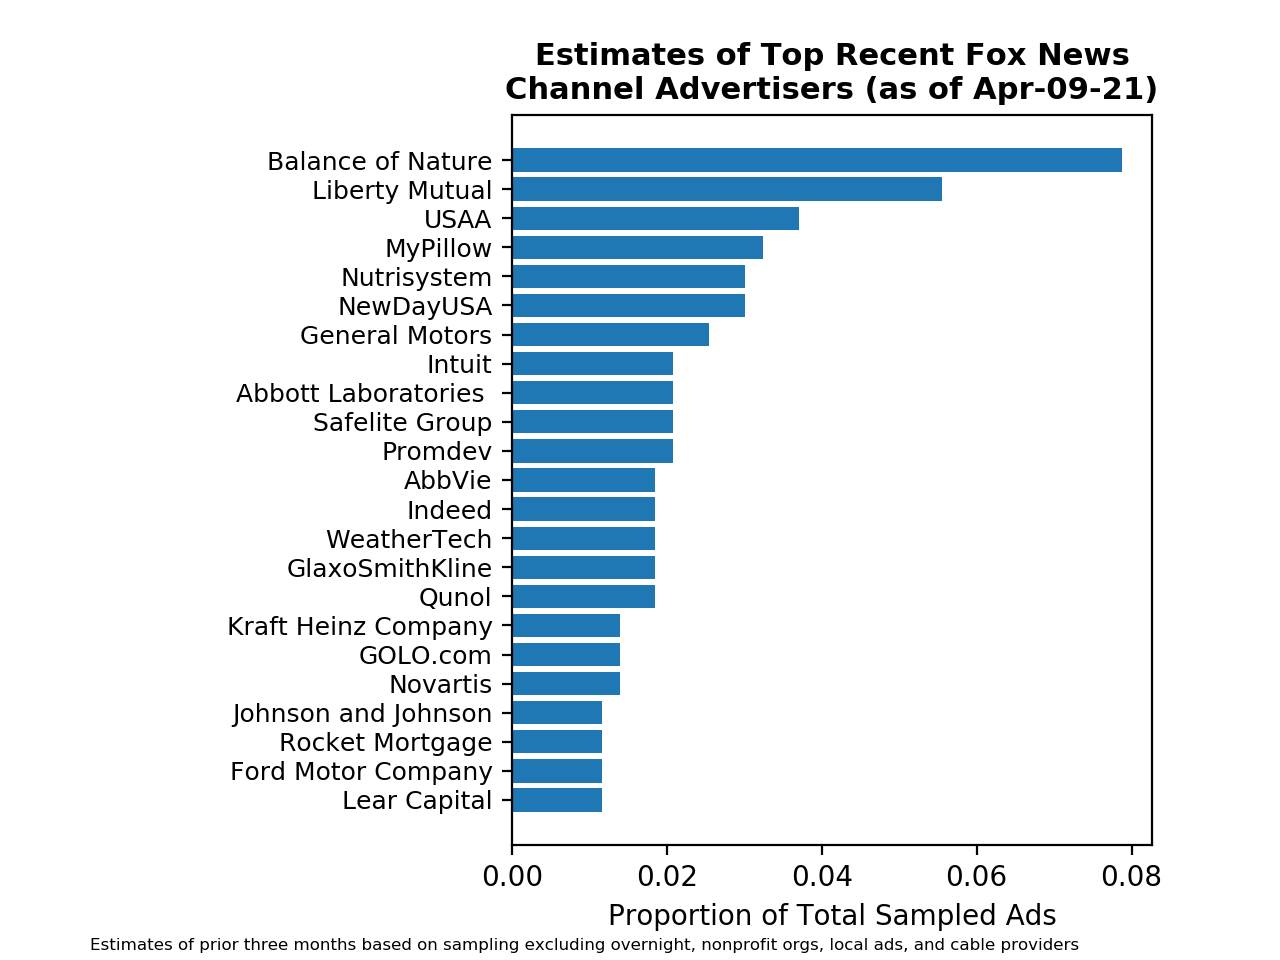 Estimates of Top Recent Fox News
Channel Advertisers (as of Apr-09-21)
Balance of Nature
Liberty Mutual
USAA
MyPillow
Nutrisystem
NewDayUSA
General Motors
Intuit
Abbott Laboratories
Safelite Group
Promdev
AbbVie
Indeed
WeatherTech
GlaxoSmithKline
Qunol
Kraft Heinz Company
GOLO.com
Novartis
Johnson and Johnson
Rocket Mortgage
Ford Motor Company
Lear Capital
0.00 0.02 0.04 0.06 0.08
Proportion of Total Sampled Ads
Estimates of prior three months based on sampling excluding overnight, nonprofit orgs, local ads, and cable providers